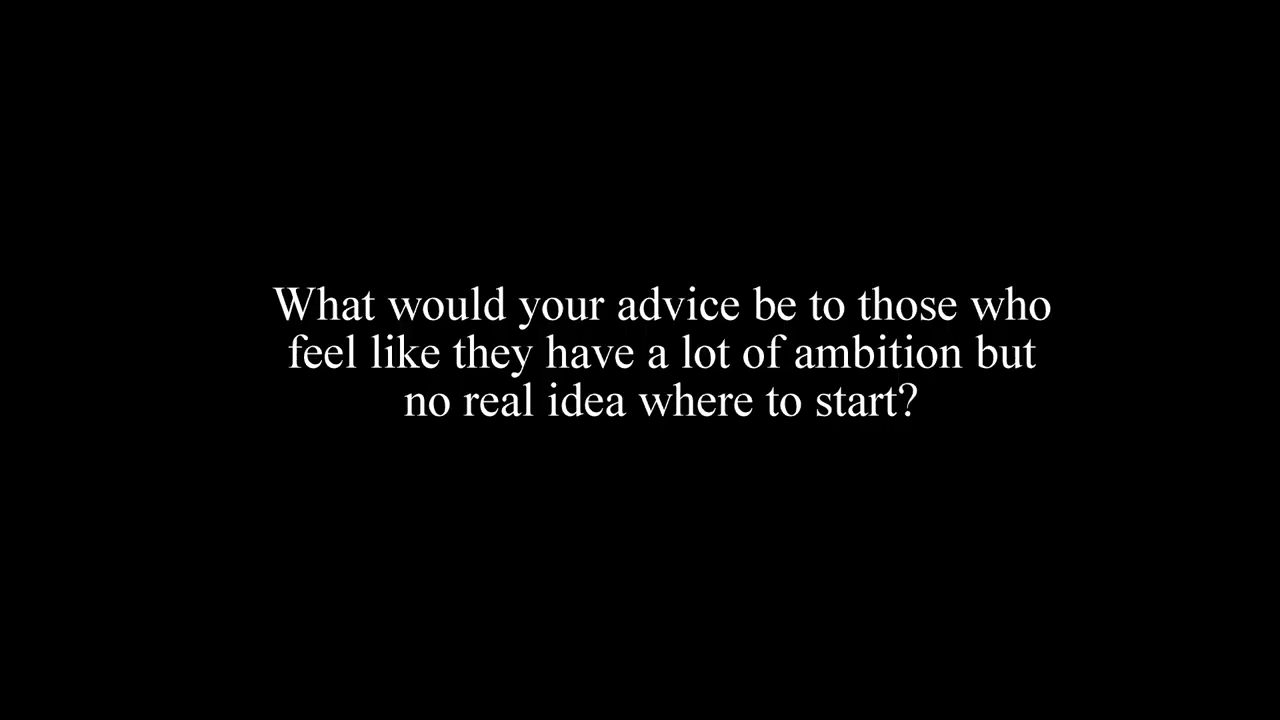 What would your advice be to those who
feel like they have a lot of ambition but
no real idea where to start?